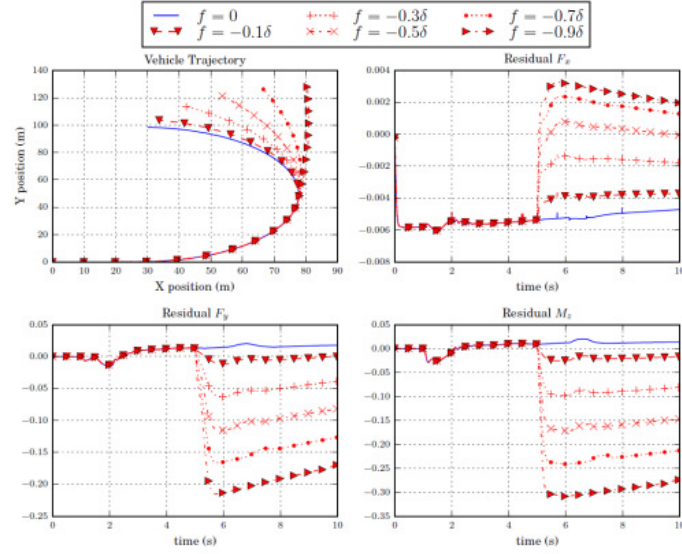 f = 0 f = −0.3δ f = −0.7δ
f = −0.1δ f = −0.5δ f = −0.9δ
Vehicle Trajectory
140
120
100
80
60
40
20
0
Y position (m)
0 10 20 30 40 50 60 70 80 90
X position (m)
Residual Fx
0.004
0.002
0.000
−0.002
−0.004
−0.006
−0.008
0 2 4 6 8 10
time (s)
Residual Fy
0.05
0.00
−0.05
−0.10
−0.15
−0.20
−0.25
0 2 4 6 8 10
time (s)
Residual Mz
0.05
0.00
−0.05
−0.10
−0.15
−0.20
−0.25
−0.30
−0.35
0 2 4 6 8 10
time (s)